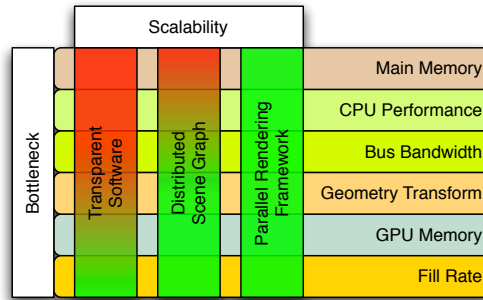 Scalability
Bottleneck
Transparent
Software
Distributed
Scene Graph
Parallel Rendering
Framework
Main Memory
CPU Performance
Bus Bandwidth
Geometry Transform
GPU Memory
Fill Rate